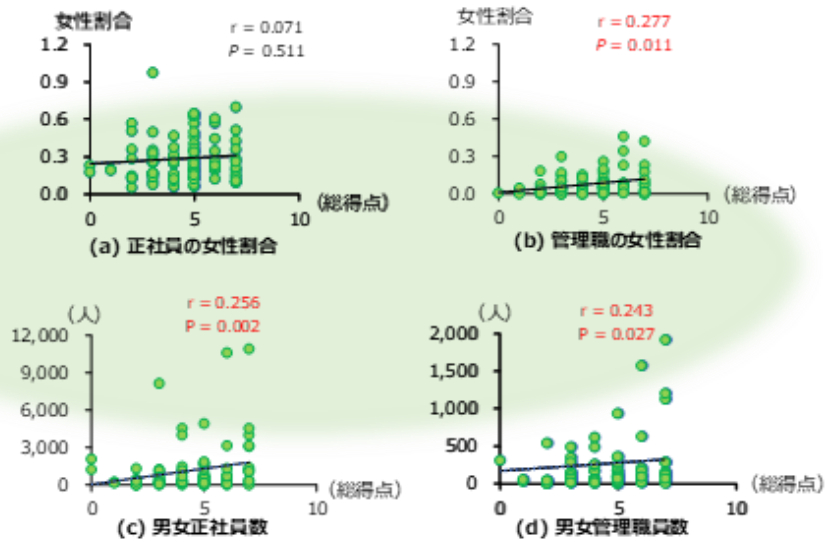 女性割合
r = 0.071
P = 0.511
1.2
0.9
0.6
0.3
0.0
0
5
10
(総得点)
(a) 正社員の女性割合
女性割合
r = 0.277
P = 0.011
1.2
0.9
0.6
0.3
0.0
0
5
10
(総得点)
(b) 管理職の女性割合
(人)
r = 0.256
P = 0.002
12,000
9,000
6,000
3,000
0
0
10
(総得点)
(c) 男女正社員数
(人)
r = 0.243
P = 0.027
2,000
1,500
1,000
500
0
0
5
10
(総得点)
(d) 男女管理職員数